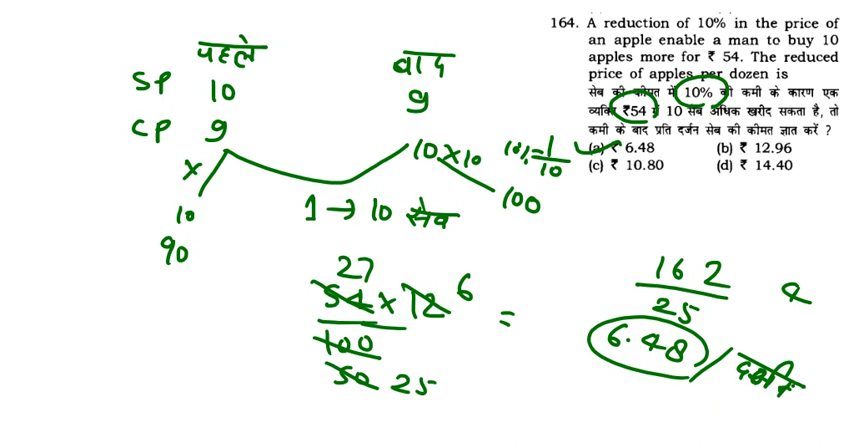 164. A reduction of 10% in the price of
an apple enable a man to buy 10
apples more for ₹ 54. The reduced
price of apples per dozen is
सेब की कीमत में 10% की कमी के कारण एक
व्यक्ति ₹54 में 10 सेब अधिक खरीद सकता है, तो
कमी के बाद प्रति दर्जन सेब की कीमत ज्ञात करें ?
(a) ₹ 6.48 (b) ₹ 12.96
(c) ₹ 10.80 (d) ₹ 14.40
पहले बाद
SP 10 9
CP 9 10 × 10 10% = 1/10
×
10 100
90
1 → 10 सेब
27
54 × 12 6 = 162
100 25
50 25
6.48 /